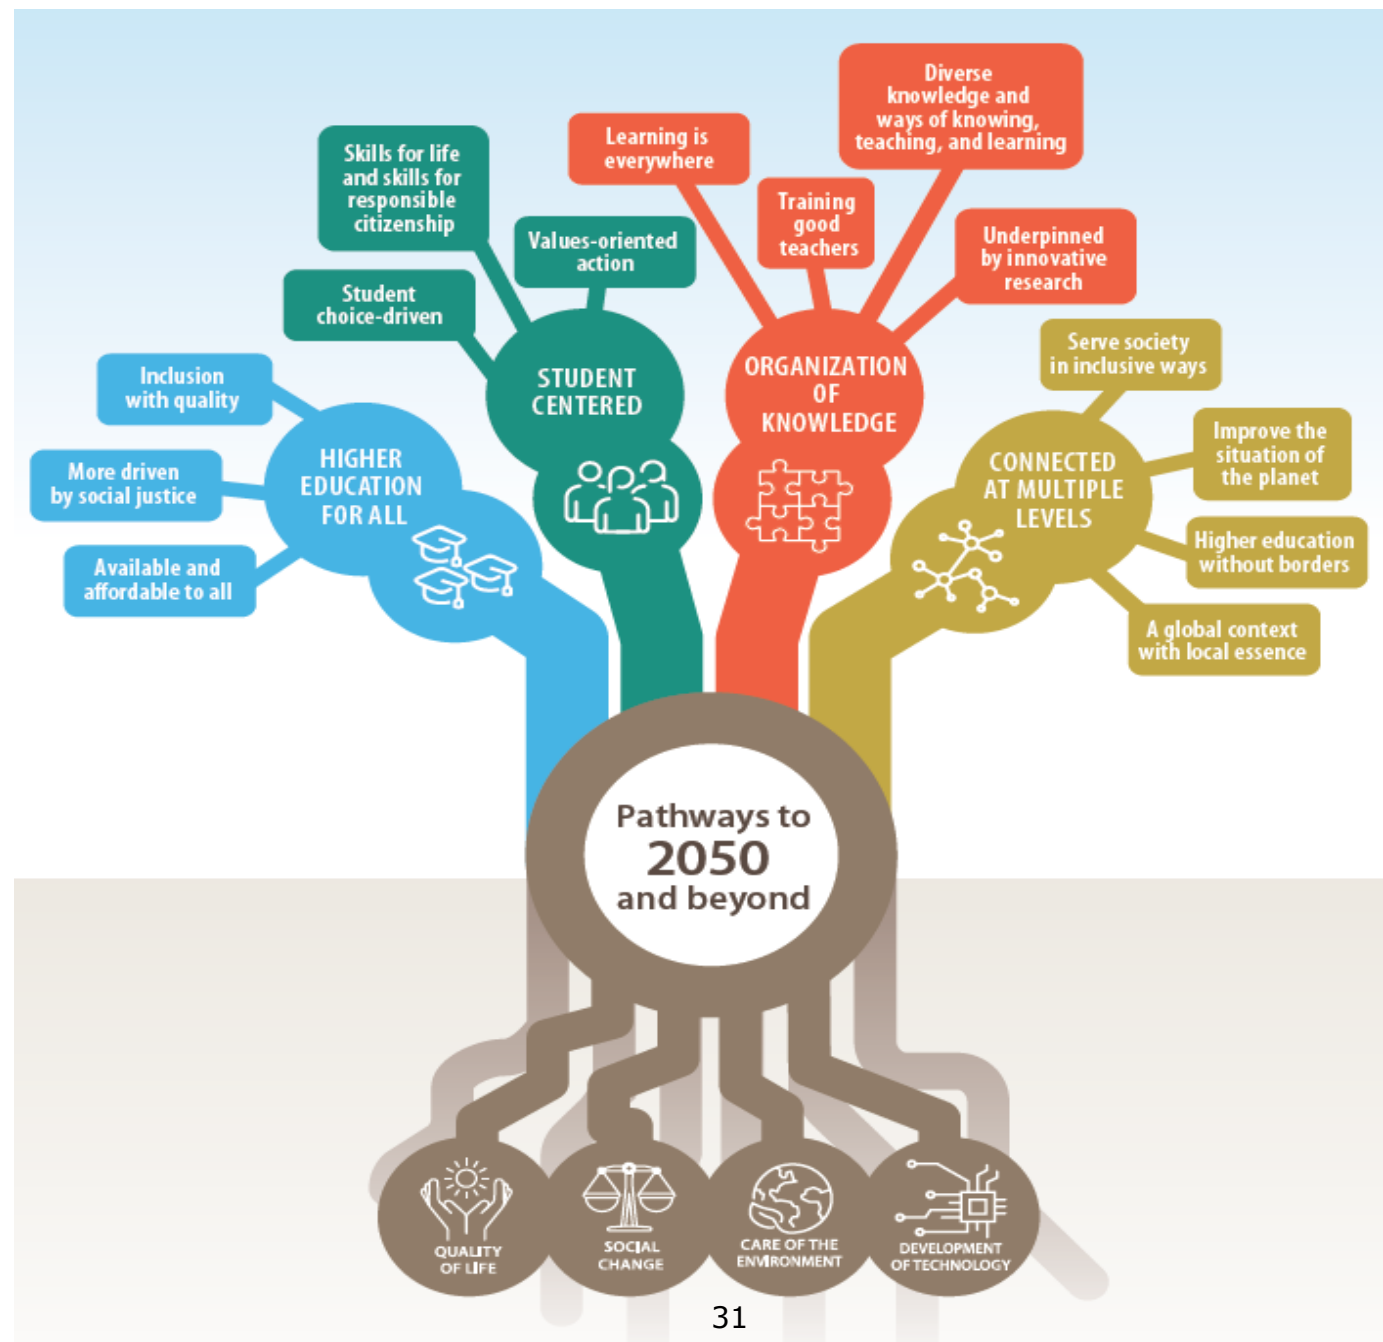 Diverse
knowledge and
ways of knowing,
teaching, and learning
Learning is
everywhere
Skills for life
and skills for
responsible
citizenship
Training
good
teachers
Values-oriented
action
Underpinned
by innovative
research
Student
choice-driven
Serve society
in inclusive ways
Inclusion
with quality
STUDENT
CENTERED
ORGANIZATION
OF
KNOWLEDGE
Improve the
situation of
the planet
More driven
by social justice
HIGHER
EDUCATION
FOR ALL
CONNECTED
AT MULTIPLE
LEVELS
Higher education
without borders
Available and
affordable to all
A global context
with local essence
Pathways to
2050
and beyond
QUALITY
OF LIFE
SOCIAL
CHANGE
CARE OF THE
ENVIRONMENT
DEVELOPMENT
OF TECHNOLOGY
31